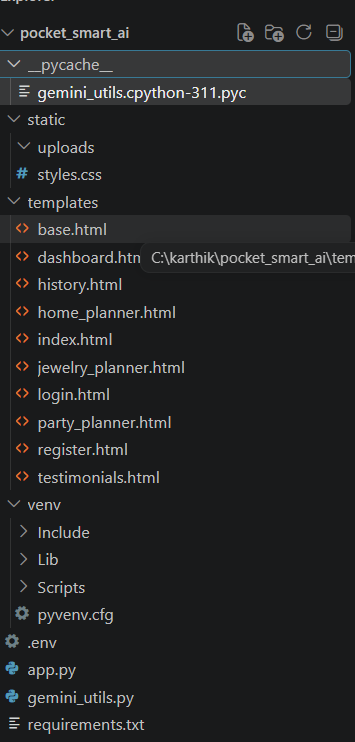 pocket_smart_ai
__pycache__
gemini_utils.cpython-311.pyc
static
uploads
# styles.css
templates
<> base.html
<> dashboard.htm
C:\karthik\pocket_smart_ai\tem
<> history.html
<> home_planner.html
<> index.html
<> jewelry_planner.html
<> login.html
<> party_planner.html
<> register.html
<> testimonials.html
venv
Include
Lib
Scripts
pyvenv.cfg
.env
app.py
gemini_utils.py
requirements.txt